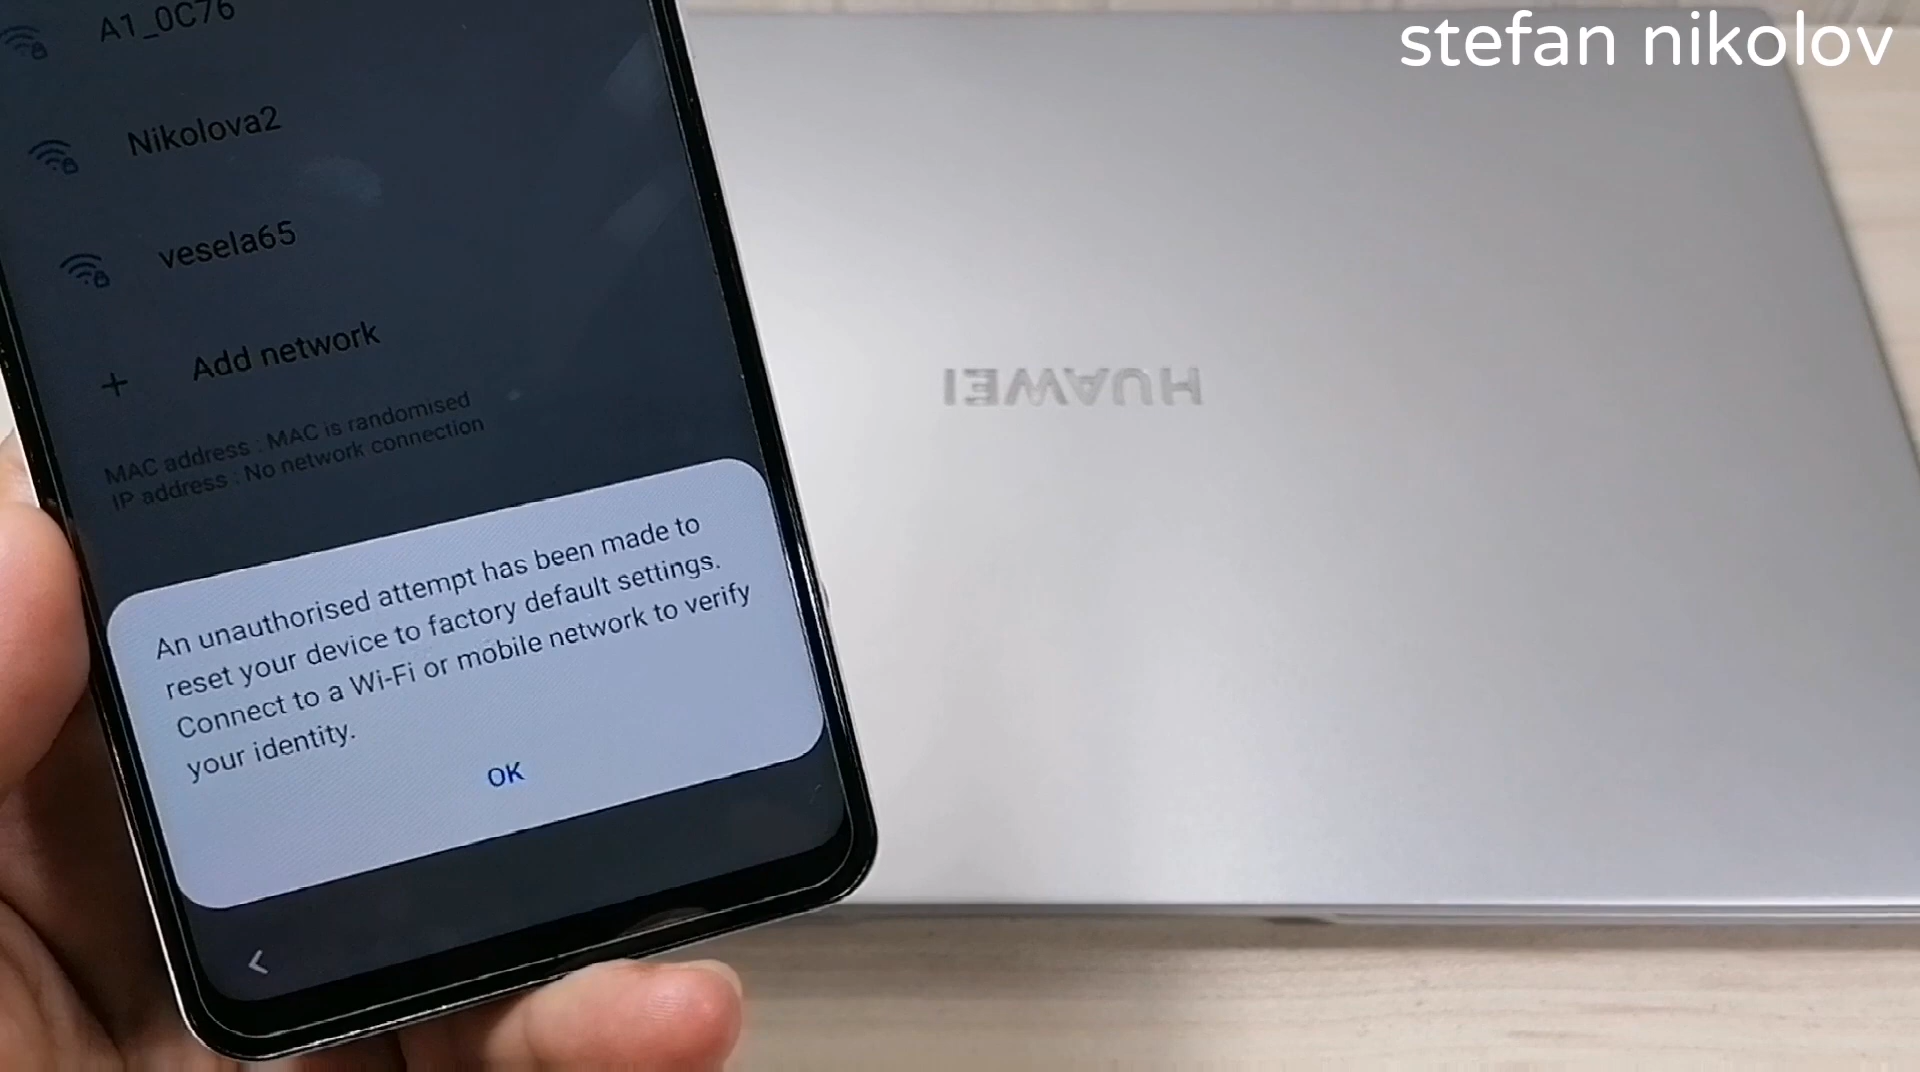 stefan nikolov
A1_0C76
Nikolova2
vesela65
Add network
MAC address : MAC is randomised
IP address : No network connection
An unauthorised attempt has been made to
reset your device to factory default settings.
Connect to a Wi-Fi or mobile network to verify
your identity.
OK
HUAWEI